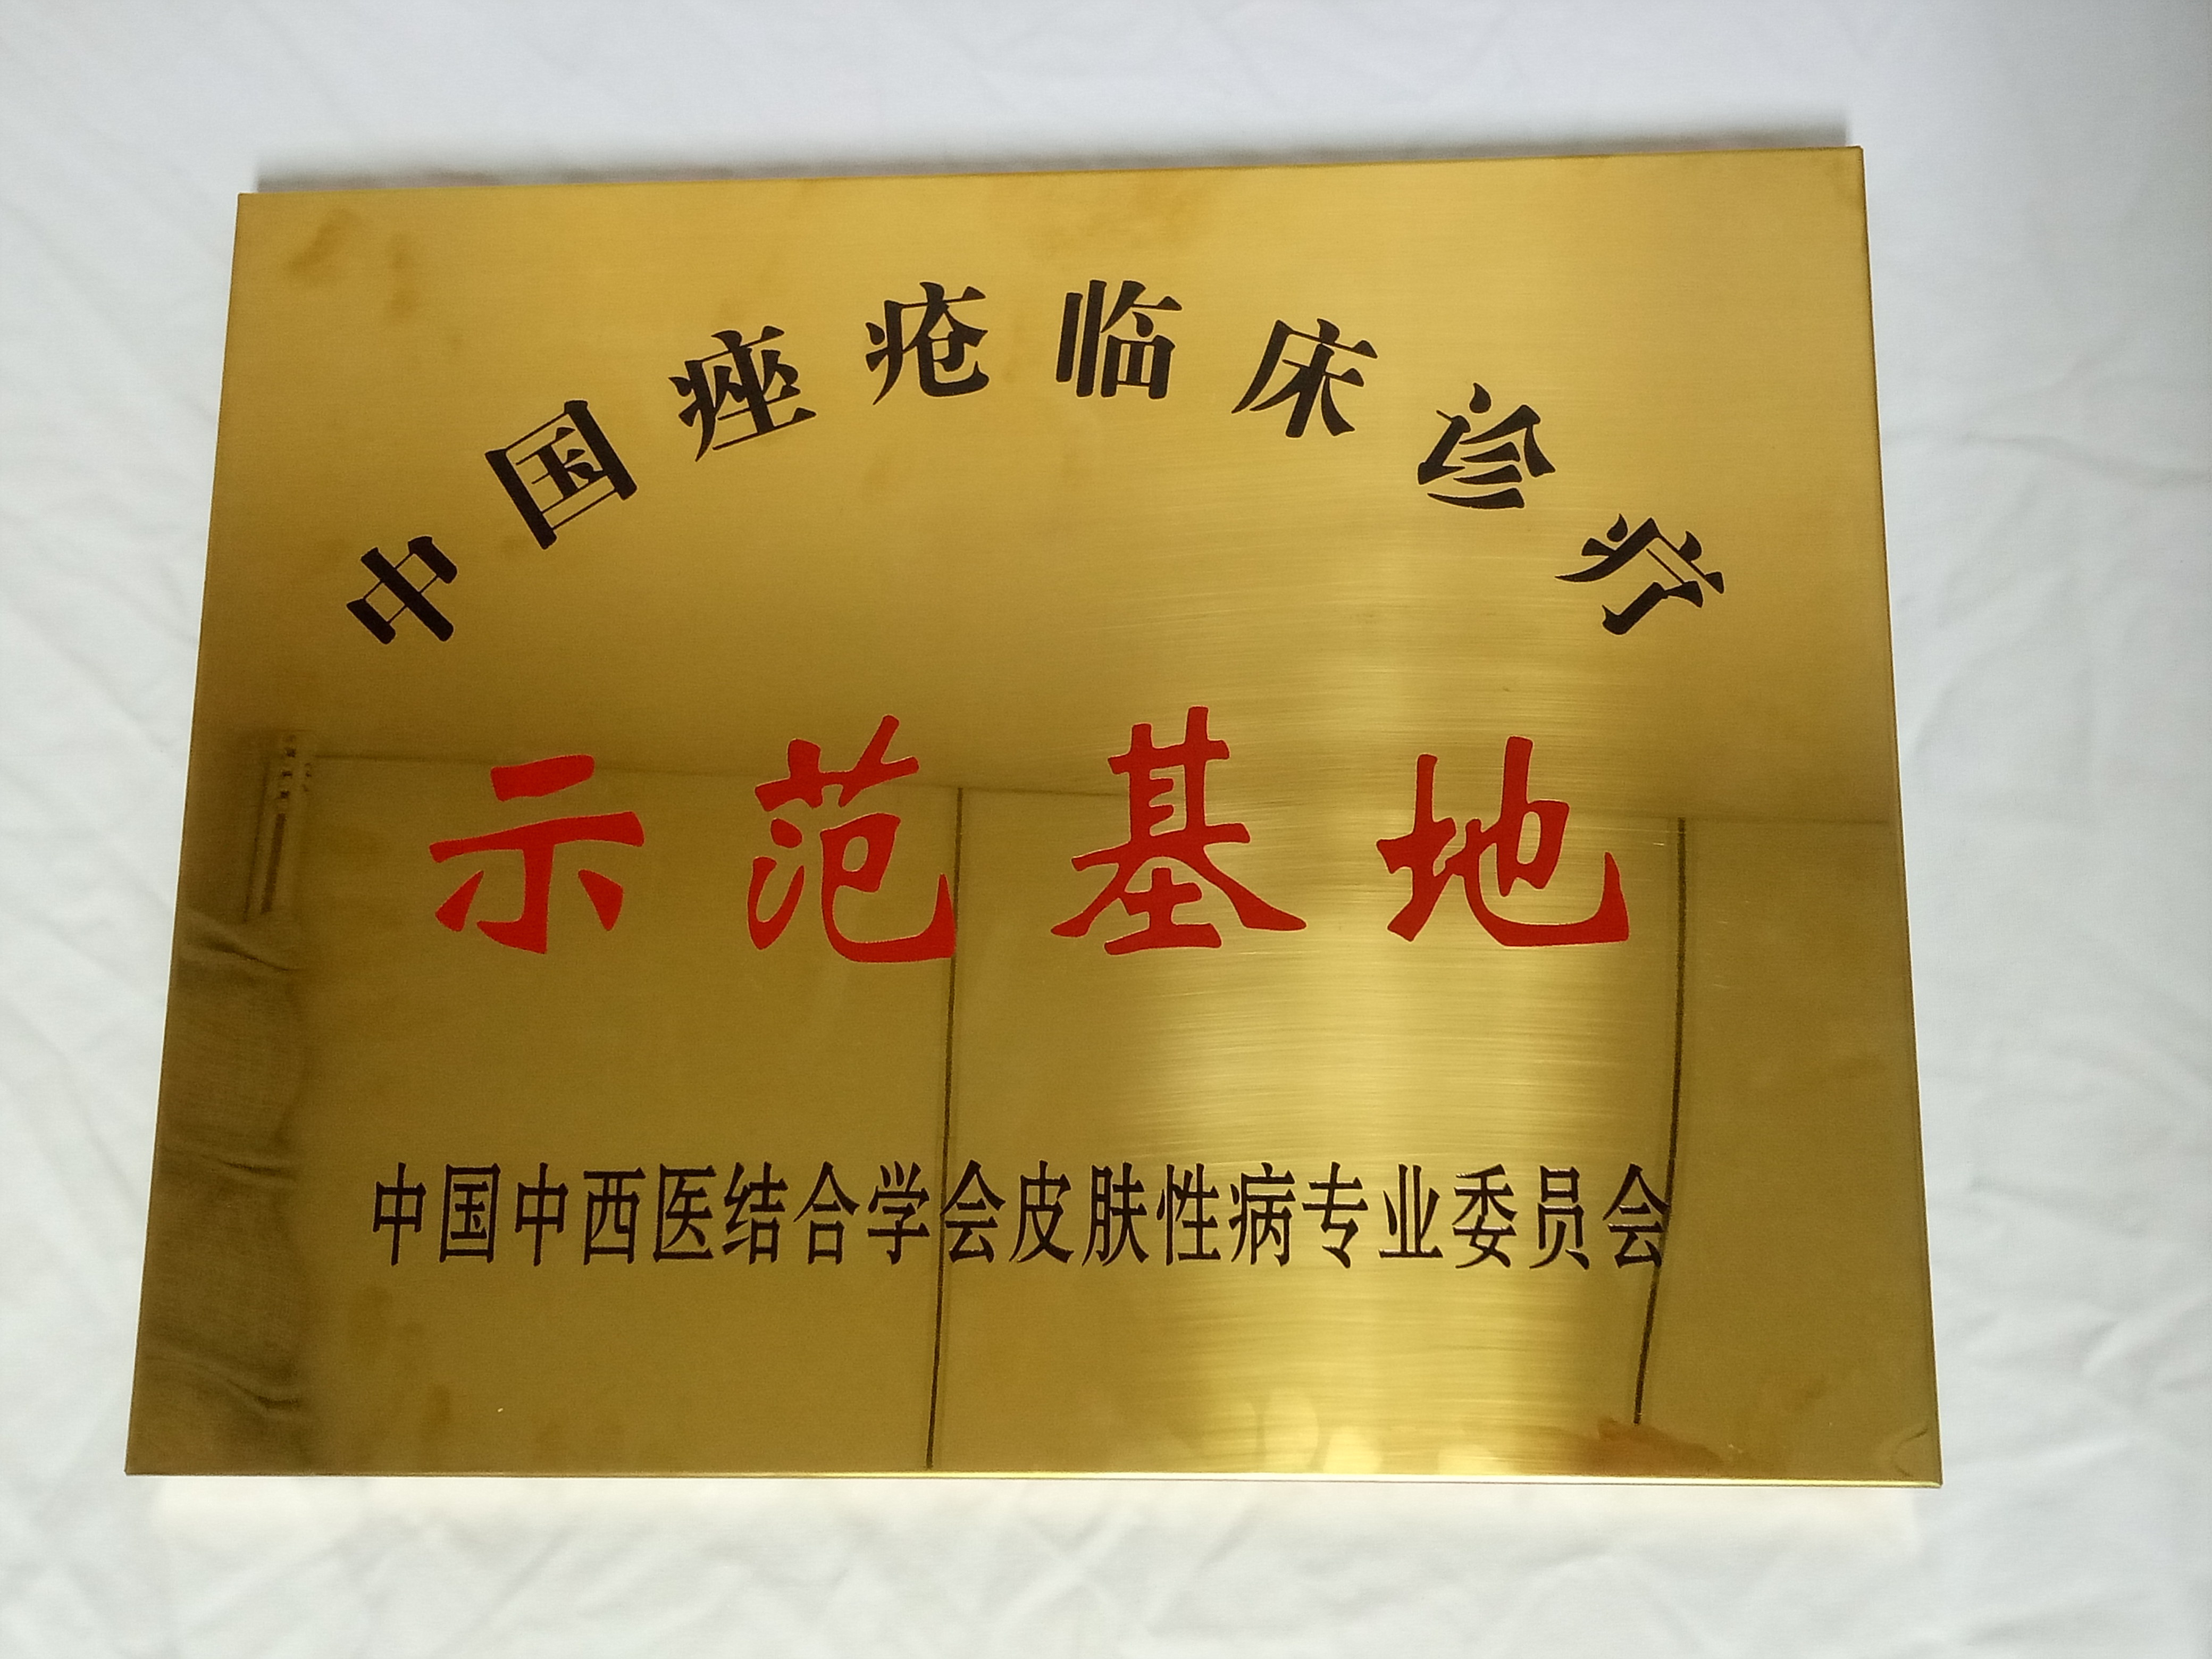 中国痤疮临床诊疗
示范基地
中国中西医结合学会皮肤性病专业委员会